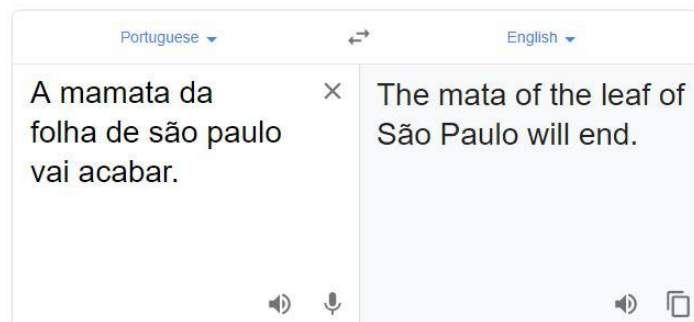 Portuguese
English
A mamata da
folha de são paulo
vai acabar.
The mata of the leaf of
São Paulo will end.